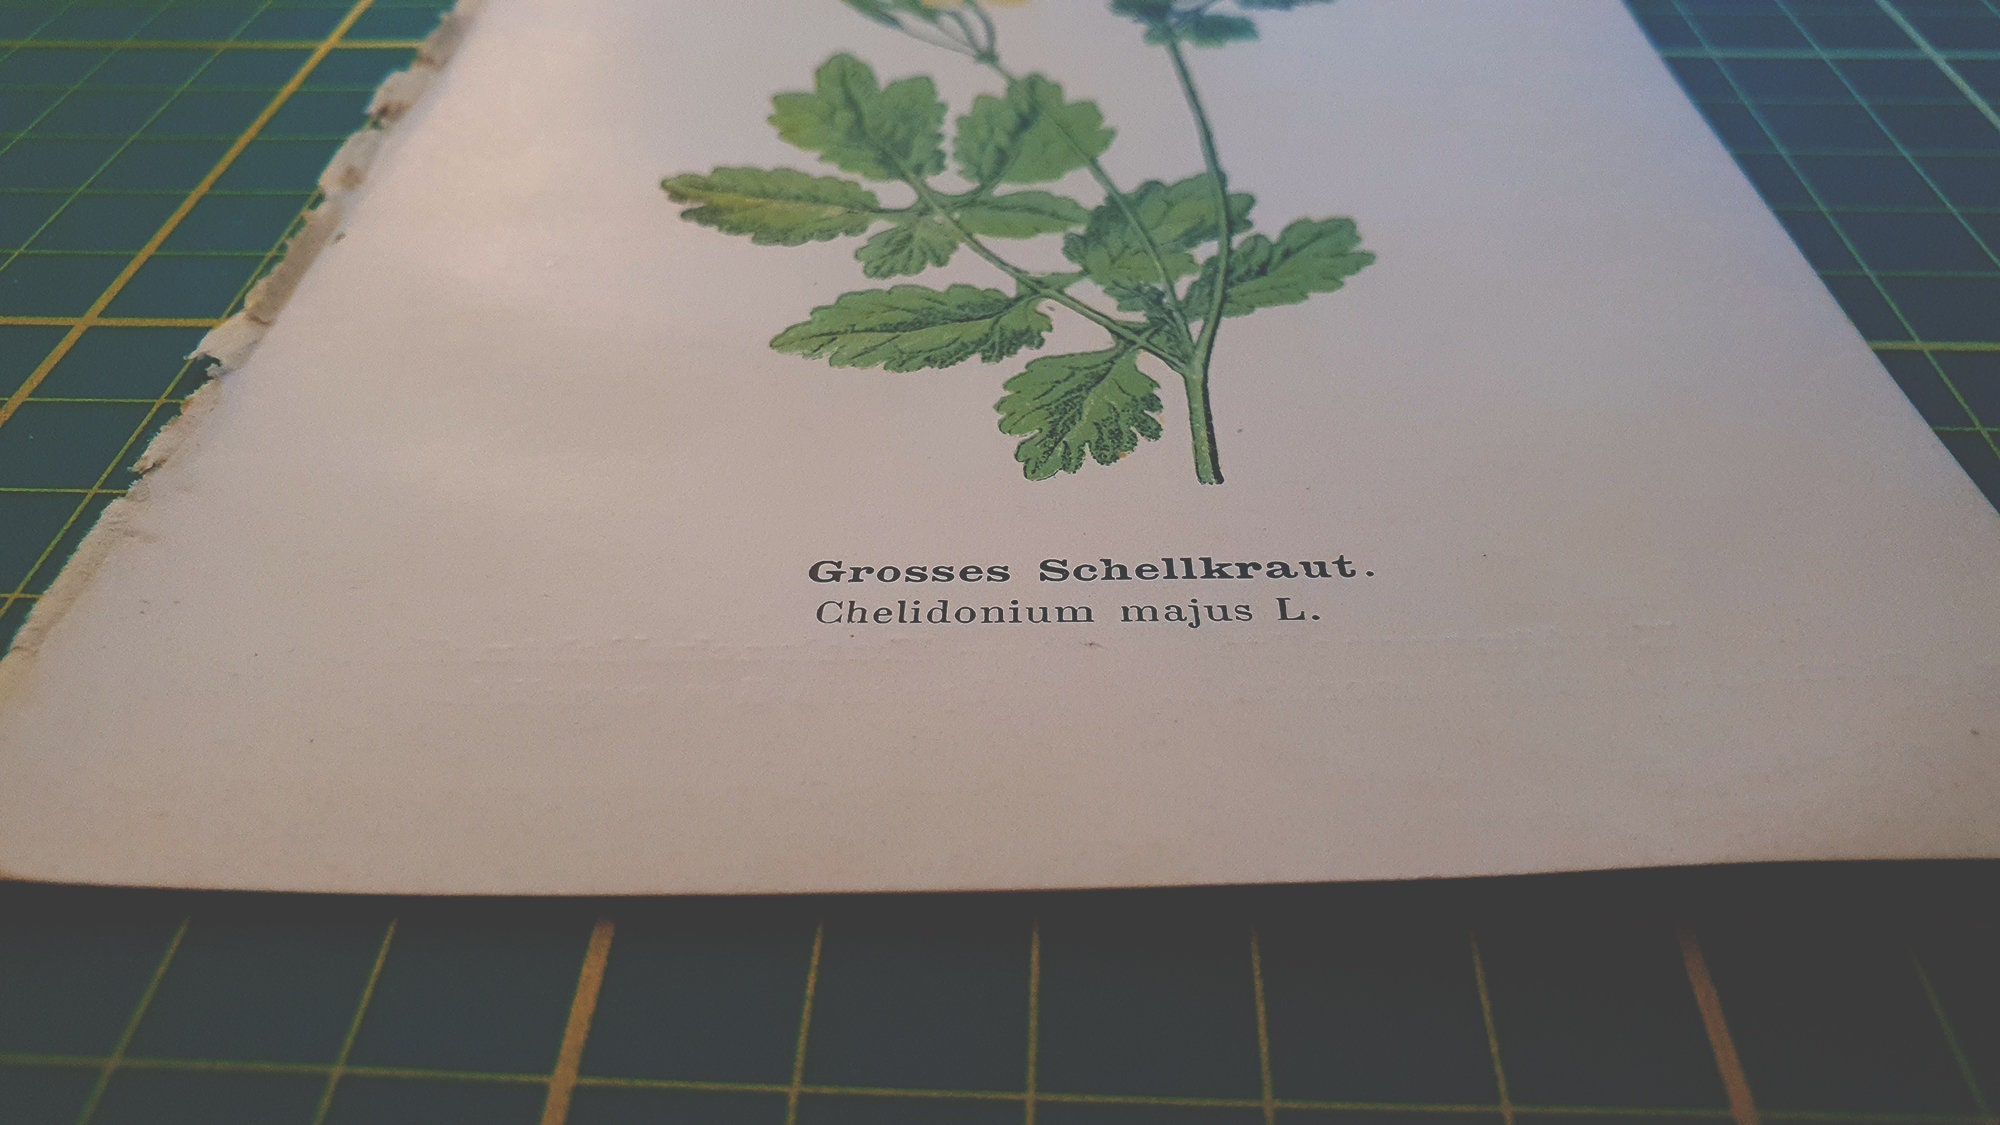 Grosses Schellkraut.
Chelidonium majus L.